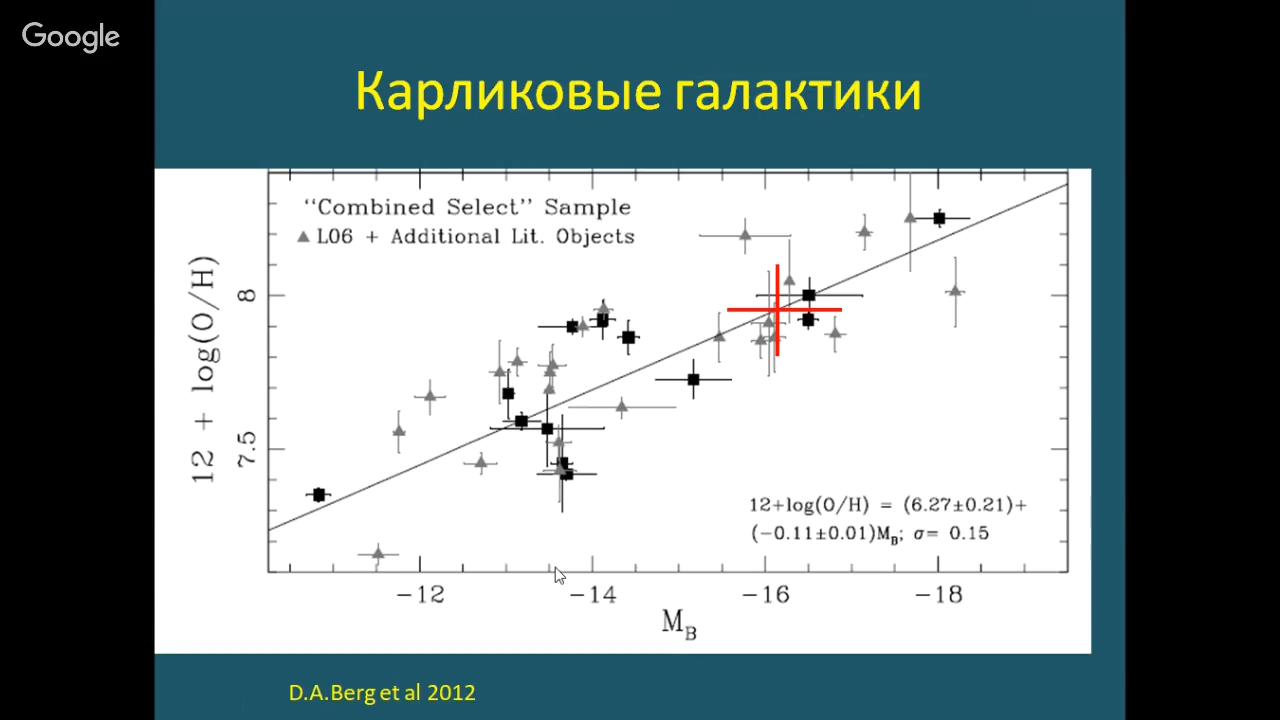 Google
Карликовые галактики
“Combined Select” Sample
▲ L06 + Additional Lit. Objects
12 + log(O/H)
8
7.5
12+log(O/H) = (6.27±0.21)+
(−0.11±0.01)M_B; σ= 0.15
−12 −14 −16 −18
M_B
D.A.Berg et al 2012